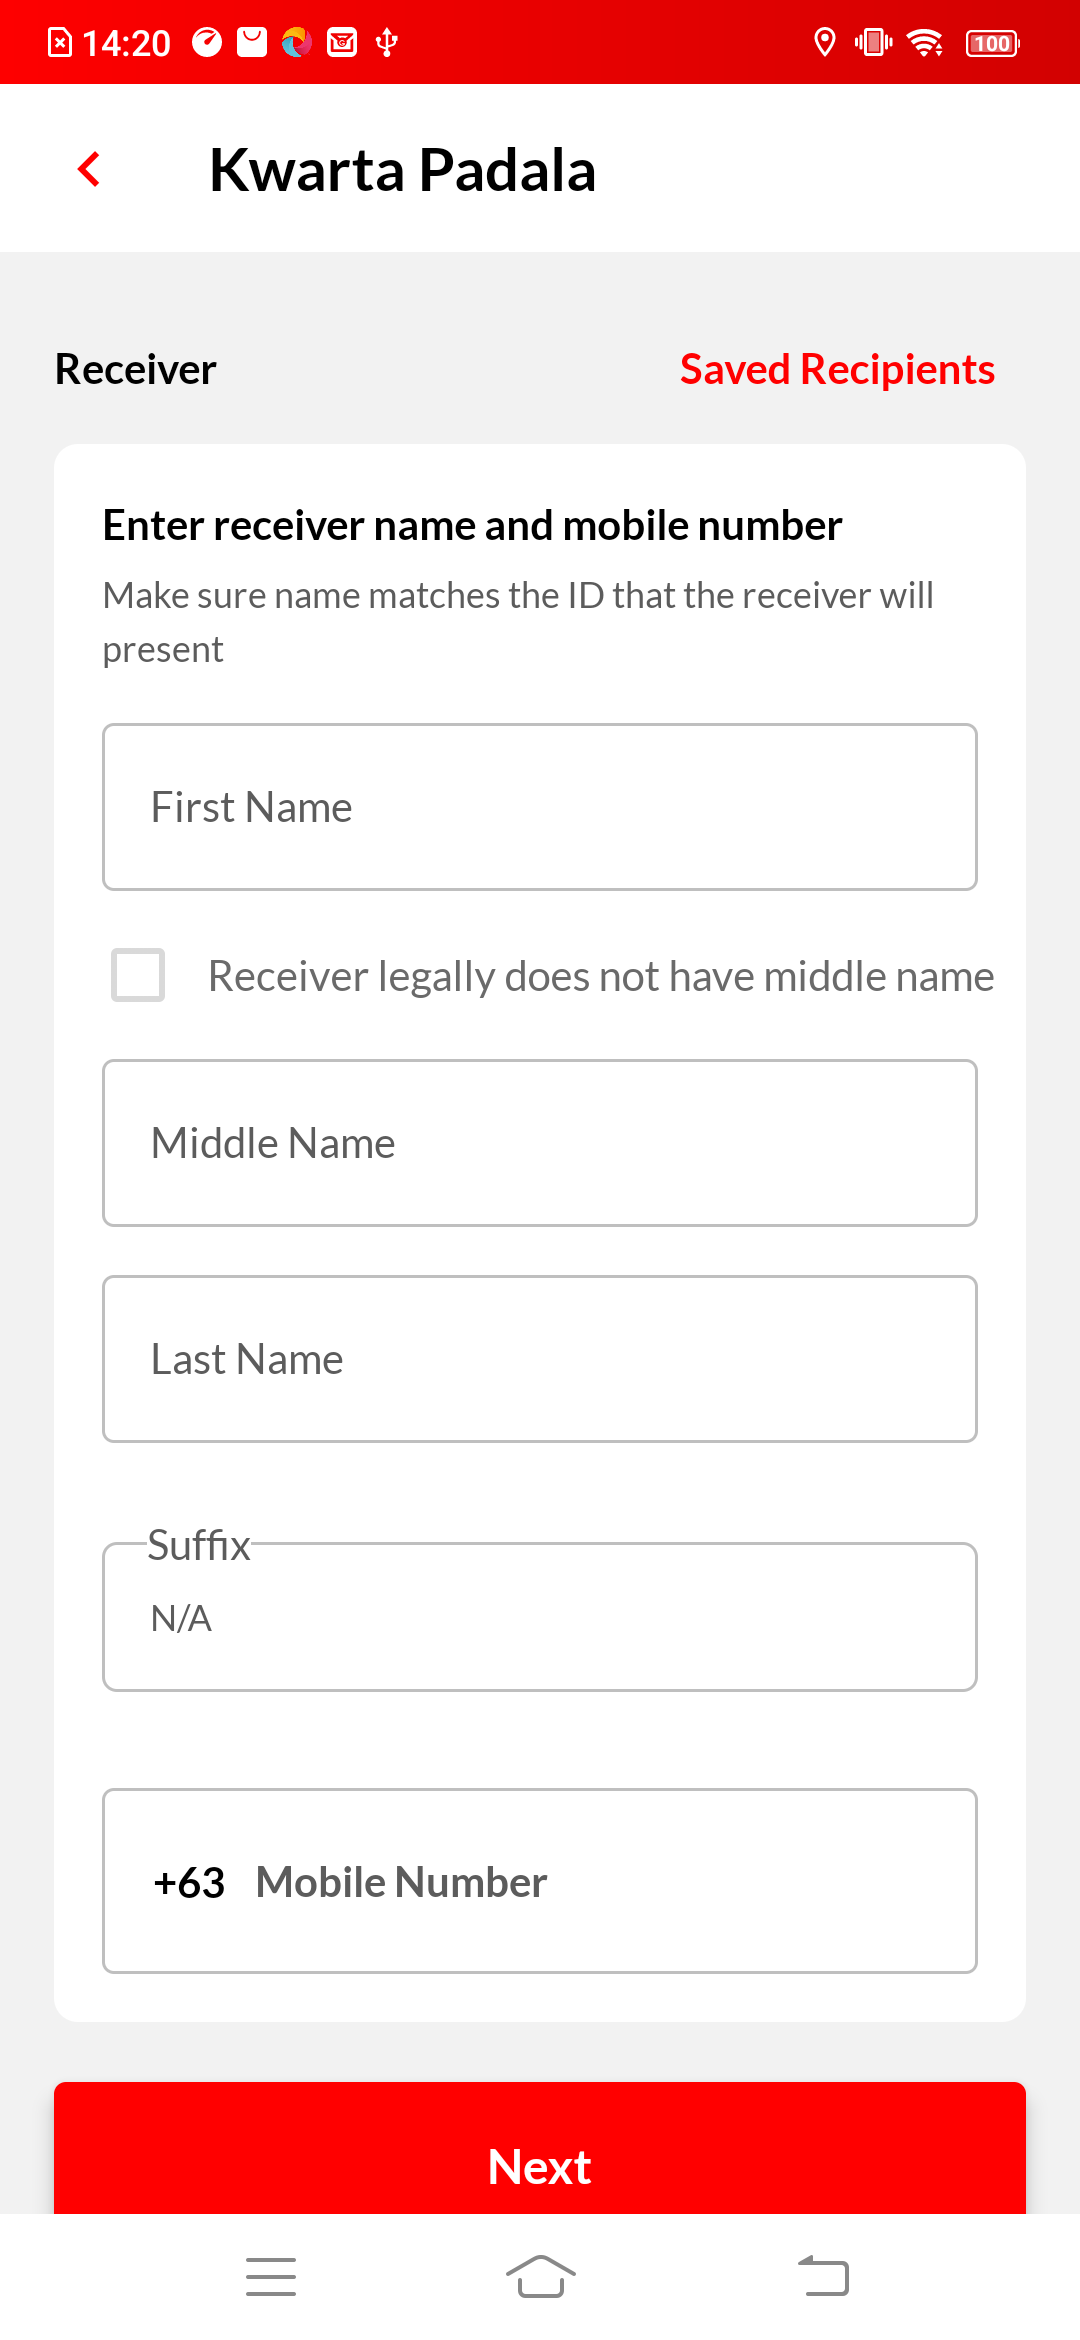 14:20
100
Kwarta Padala
Receiver
Saved Recipients
Enter receiver name and mobile number
Make sure name matches the ID that the receiver will
present
First Name
Receiver legally does not have middle name
Middle Name
Last Name
Suffix
N/A
+63 Mobile Number
Next